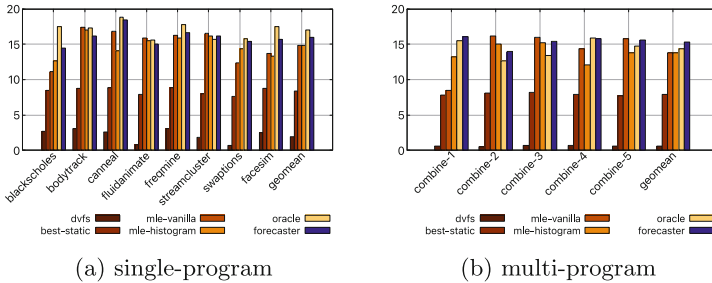 20
15
10
5
0
blackscholes
bodytrack
canneal
fluidanimate
freqmine
streamcluster
swaptions
facesim
geomean
dvfs
mle-vanilla
oracle
best-static
mle-histogram
forecaster
(a) single-program
20
15
10
5
0
combine-1
combine-2
combine-3
combine-4
combine-5
geomean
dvfs
mle-vanilla
oracle
best-static
mle-histogram
forecaster
(b) multi-program